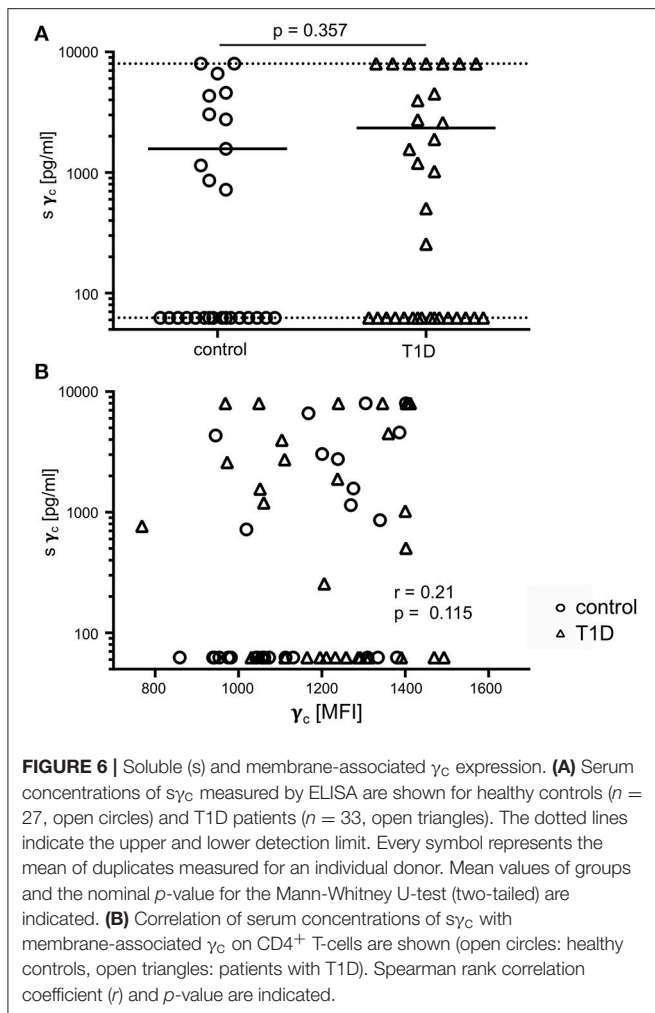 A
p = 0.357
10000
1000
100
s γc [pg/ml]
control
T1D
B
10000
1000
100
s γc [pg/ml]
r = 0.21
p = 0.115
control
T1D
800
1000
1200
1400
1600
γc [MFI]
FIGURE 6 | Soluble (s) and membrane-associated γC expression. (A) Serum
concentrations of sγC measured by ELISA are shown for healthy controls (n =
27, open circles) and T1D patients (n = 33, open triangles). The dotted lines
indicate the upper and lower detection limit. Every symbol represents the
mean of duplicates measured for an individual donor. Mean values of groups
and the nominal p-value for the Mann-Whitney U-test (two-tailed) are
indicated. (B) Correlation of serum concentrations of sγC with
membrane-associated γC on CD4+ T-cells are shown (open circles: healthy
controls, open triangles: patients with T1D). Spearman rank correlation
coefficient (r) and p-value are indicated.